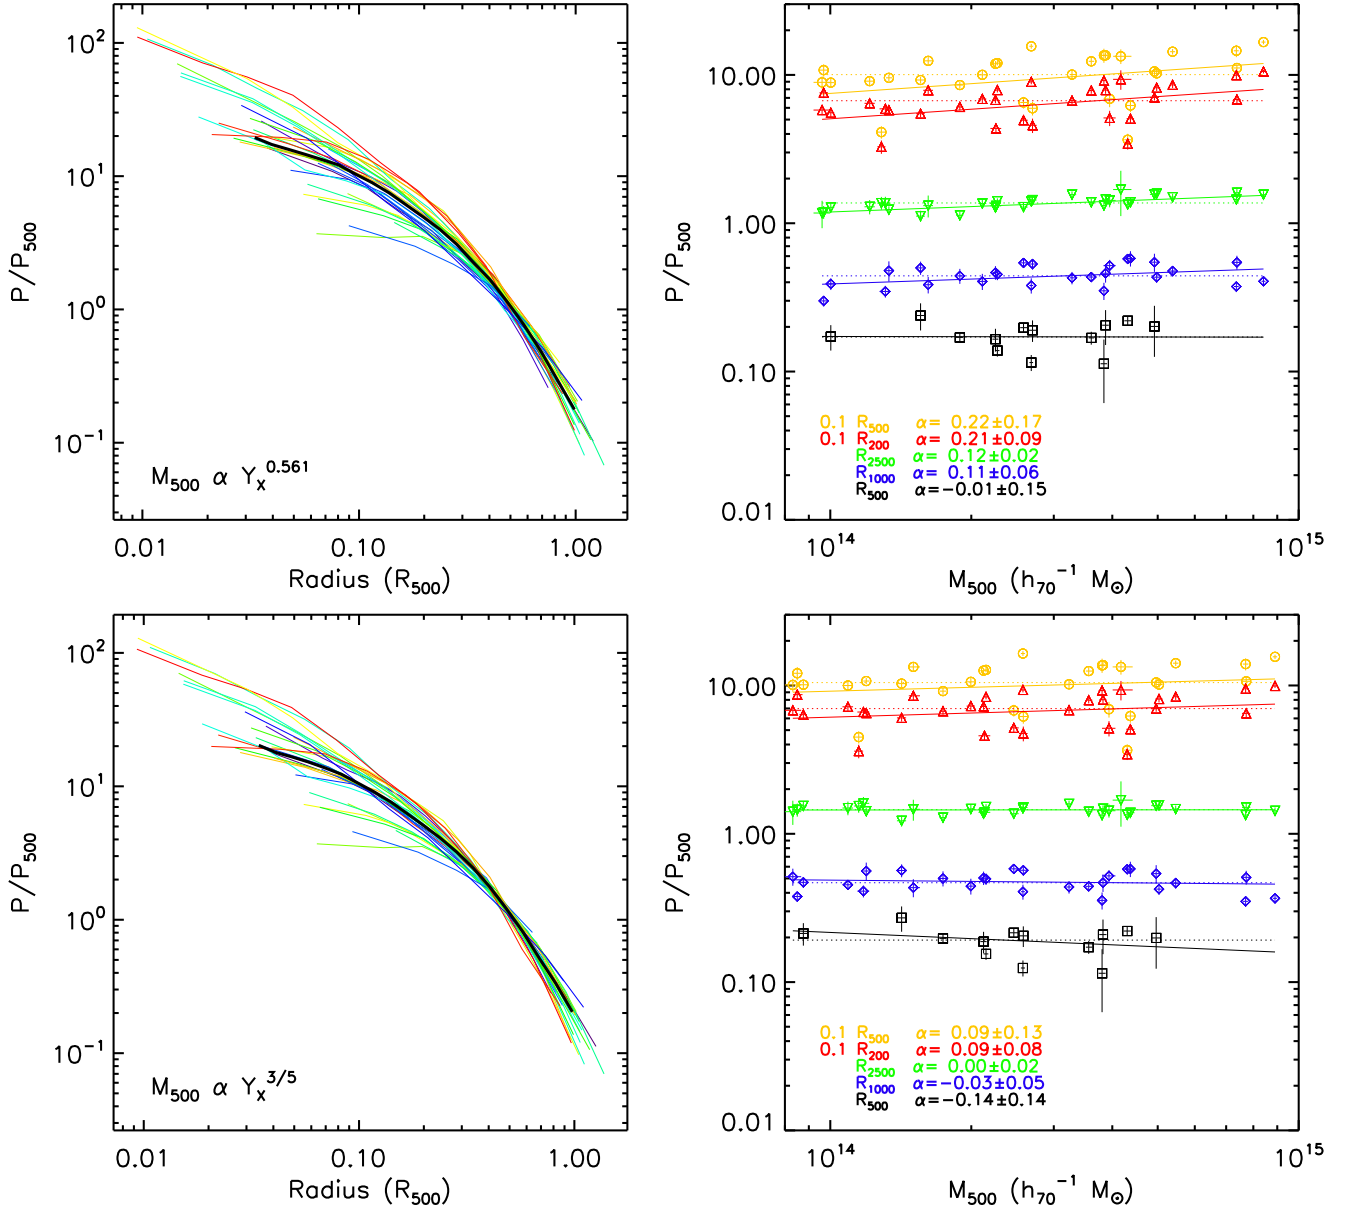 10²
10¹
10⁰
10⁻¹
P/P₅₀₀
M₅₀₀ α Y_X^0.561
0.01 0.10 1.00
Radius (R₅₀₀)
10.00
1.00
0.10
0.01
P/P₅₀₀
0.1 R₅₀₀ α= 0.22±0.17
0.1 R₂₀₀ α= 0.21±0.09
R₂₅₀₀ α= 0.12±0.02
R₁₀₀₀ α= 0.11±0.06
R₅₀₀ α=−0.01±0.15
10¹⁴ 10¹⁵
M₅₀₀ (h₇₀⁻¹ M⊙)
10²
10¹
10⁰
10⁻¹
P/P₅₀₀
M₅₀₀ α Y_X^3/5
0.01 0.10 1.00
Radius (R₅₀₀)
10.00
1.00
0.10
0.01
P/P₅₀₀
0.1 R₅₀₀ α= 0.09±0.13
0.1 R₂₀₀ α= 0.09±0.08
R₂₅₀₀ α= 0.00±0.02
R₁₀₀₀ α=−0.03±0.05
R₅₀₀ α=−0.14±0.14
10¹⁴ 10¹⁵
M₅₀₀ (h₇₀⁻¹ M⊙)